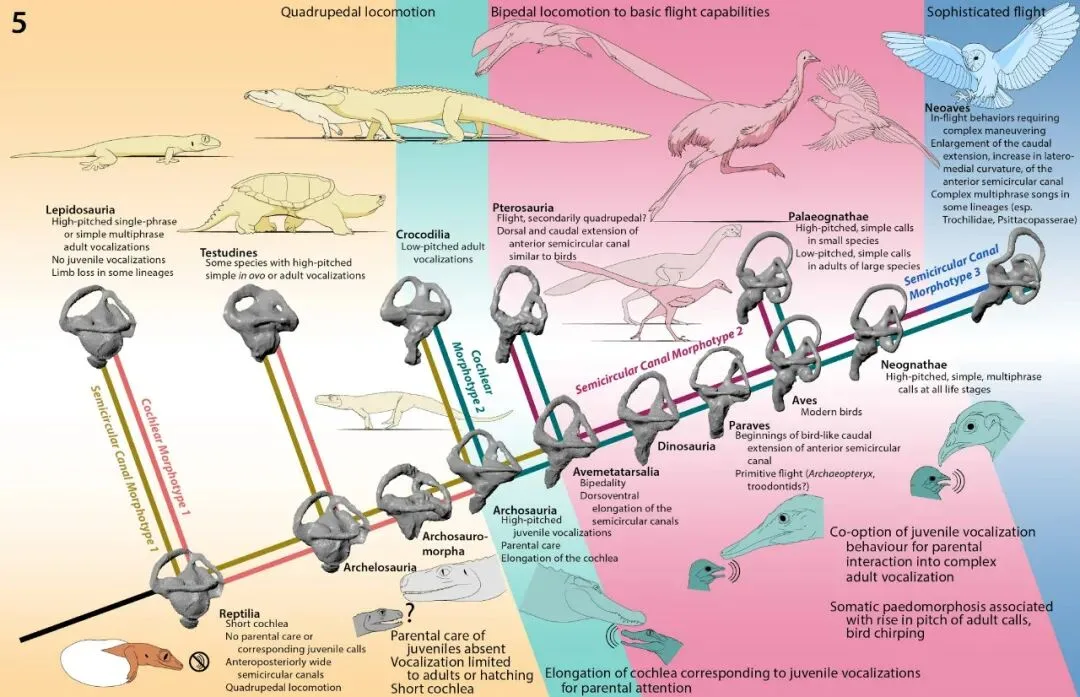 5
Quadrupedal locomotion
Bipedal locomotion to basic flight capabilities
Sophisticated flight
Neoaves
In-flight behaviors requiring
complex maneuvering
Enlargement of the caudal
extension, increase in latero-
medial curvature, of the
anterior semicircular canal
Complex multiphrase songs in
some lineages (esp.
Trochilidae, Psittacopasserae)
Lepidosauria
High-pitched single-phrase
or simple multiphrase
adult vocalizations
No juvenile vocalizations
Limb loss in some lineages
Testudines
Some species with high-pitched
simple in ovo or adult vocalizations
Crocodilia
Low-pitched adult
vocalizations
Pterosauria
Flight, secondarily quadrupedal?
Dorsal and caudal extension of
anterior semicircular canal
similar to birds
Palaeognathae
High-pitched, simple calls
in small species
Low-pitched, simple calls
in adults of large species
Semicircular Canal
Morphotype 3
Semicircular Canal Morphotype 2
Cochlear
Morphotype 2
Semicircular Canal Morphotype 1
Cochlear Morphotype 1
Neognathae
High-pitched, simple, multiphrase
calls at all life stages
Aves
Modern birds
Paraves
Beginnings of bird-like caudal
extension of anterior semicircular
canal
Primitive flight (Archaeopteryx,
troodontids?)
Dinosauria
Avemetatarsalia
Bipedality
Dorsoventral
elongation of the
semicircular canals
Archosauria
High-pitched
juvenile vocalizations
Parental care
Elongation of the cochlea
Archosauro-
morpha
Archelosauria
Reptilia
Short cochlea
No parental care or
corresponding juvenile calls
Anteroposteriorly wide
semicircular canals
Quadrupedal locomotion
?
Parental care of
juveniles absent
Vocalization limited
to adults or hatching
Short cochlea
Elongation of cochlea corresponding to juvenile vocalizations
for parental attention
Co-option of juvenile vocalization
behaviour for parental
interaction into complex
adult vocalization
Somatic paedomorphosis associated
with rise in pitch of adult calls,
bird chirping